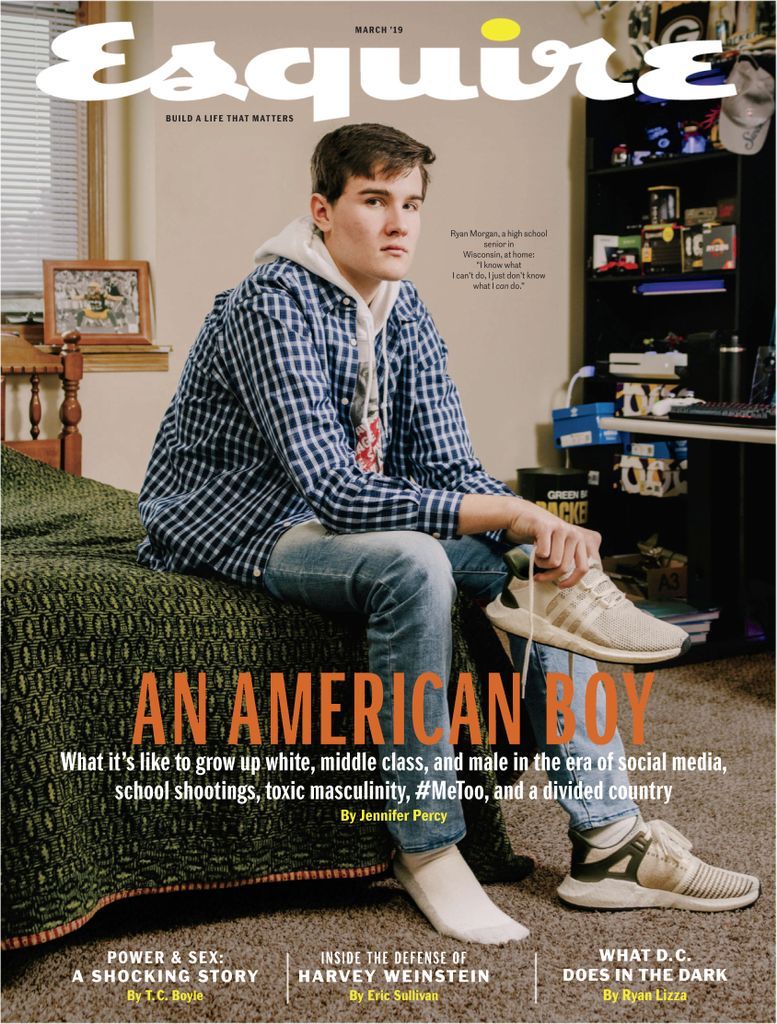 MARCH '19
Esquire
BUILD A LIFE THAT MATTERS
Ryan Morgan, a high school
senior in
Wisconsin, at home:
"I know what
I can't do, I just don't know
what I can do."
GREEN B
PACKE
RYZEN
A3
AN AMERICAN BOY
What it's like to grow up white, middle class, and male in the era of social media,
school shootings, toxic masculinity, #MeToo, and a divided country
By Jennifer Percy
POWER & SEX:
A SHOCKING STORY
By T.C. Boyle
INSIDE THE DEFENSE OF
HARVEY WEINSTEIN
By Eric Sullivan
WHAT D.C.
DOES IN THE DARK
By Ryan Lizza